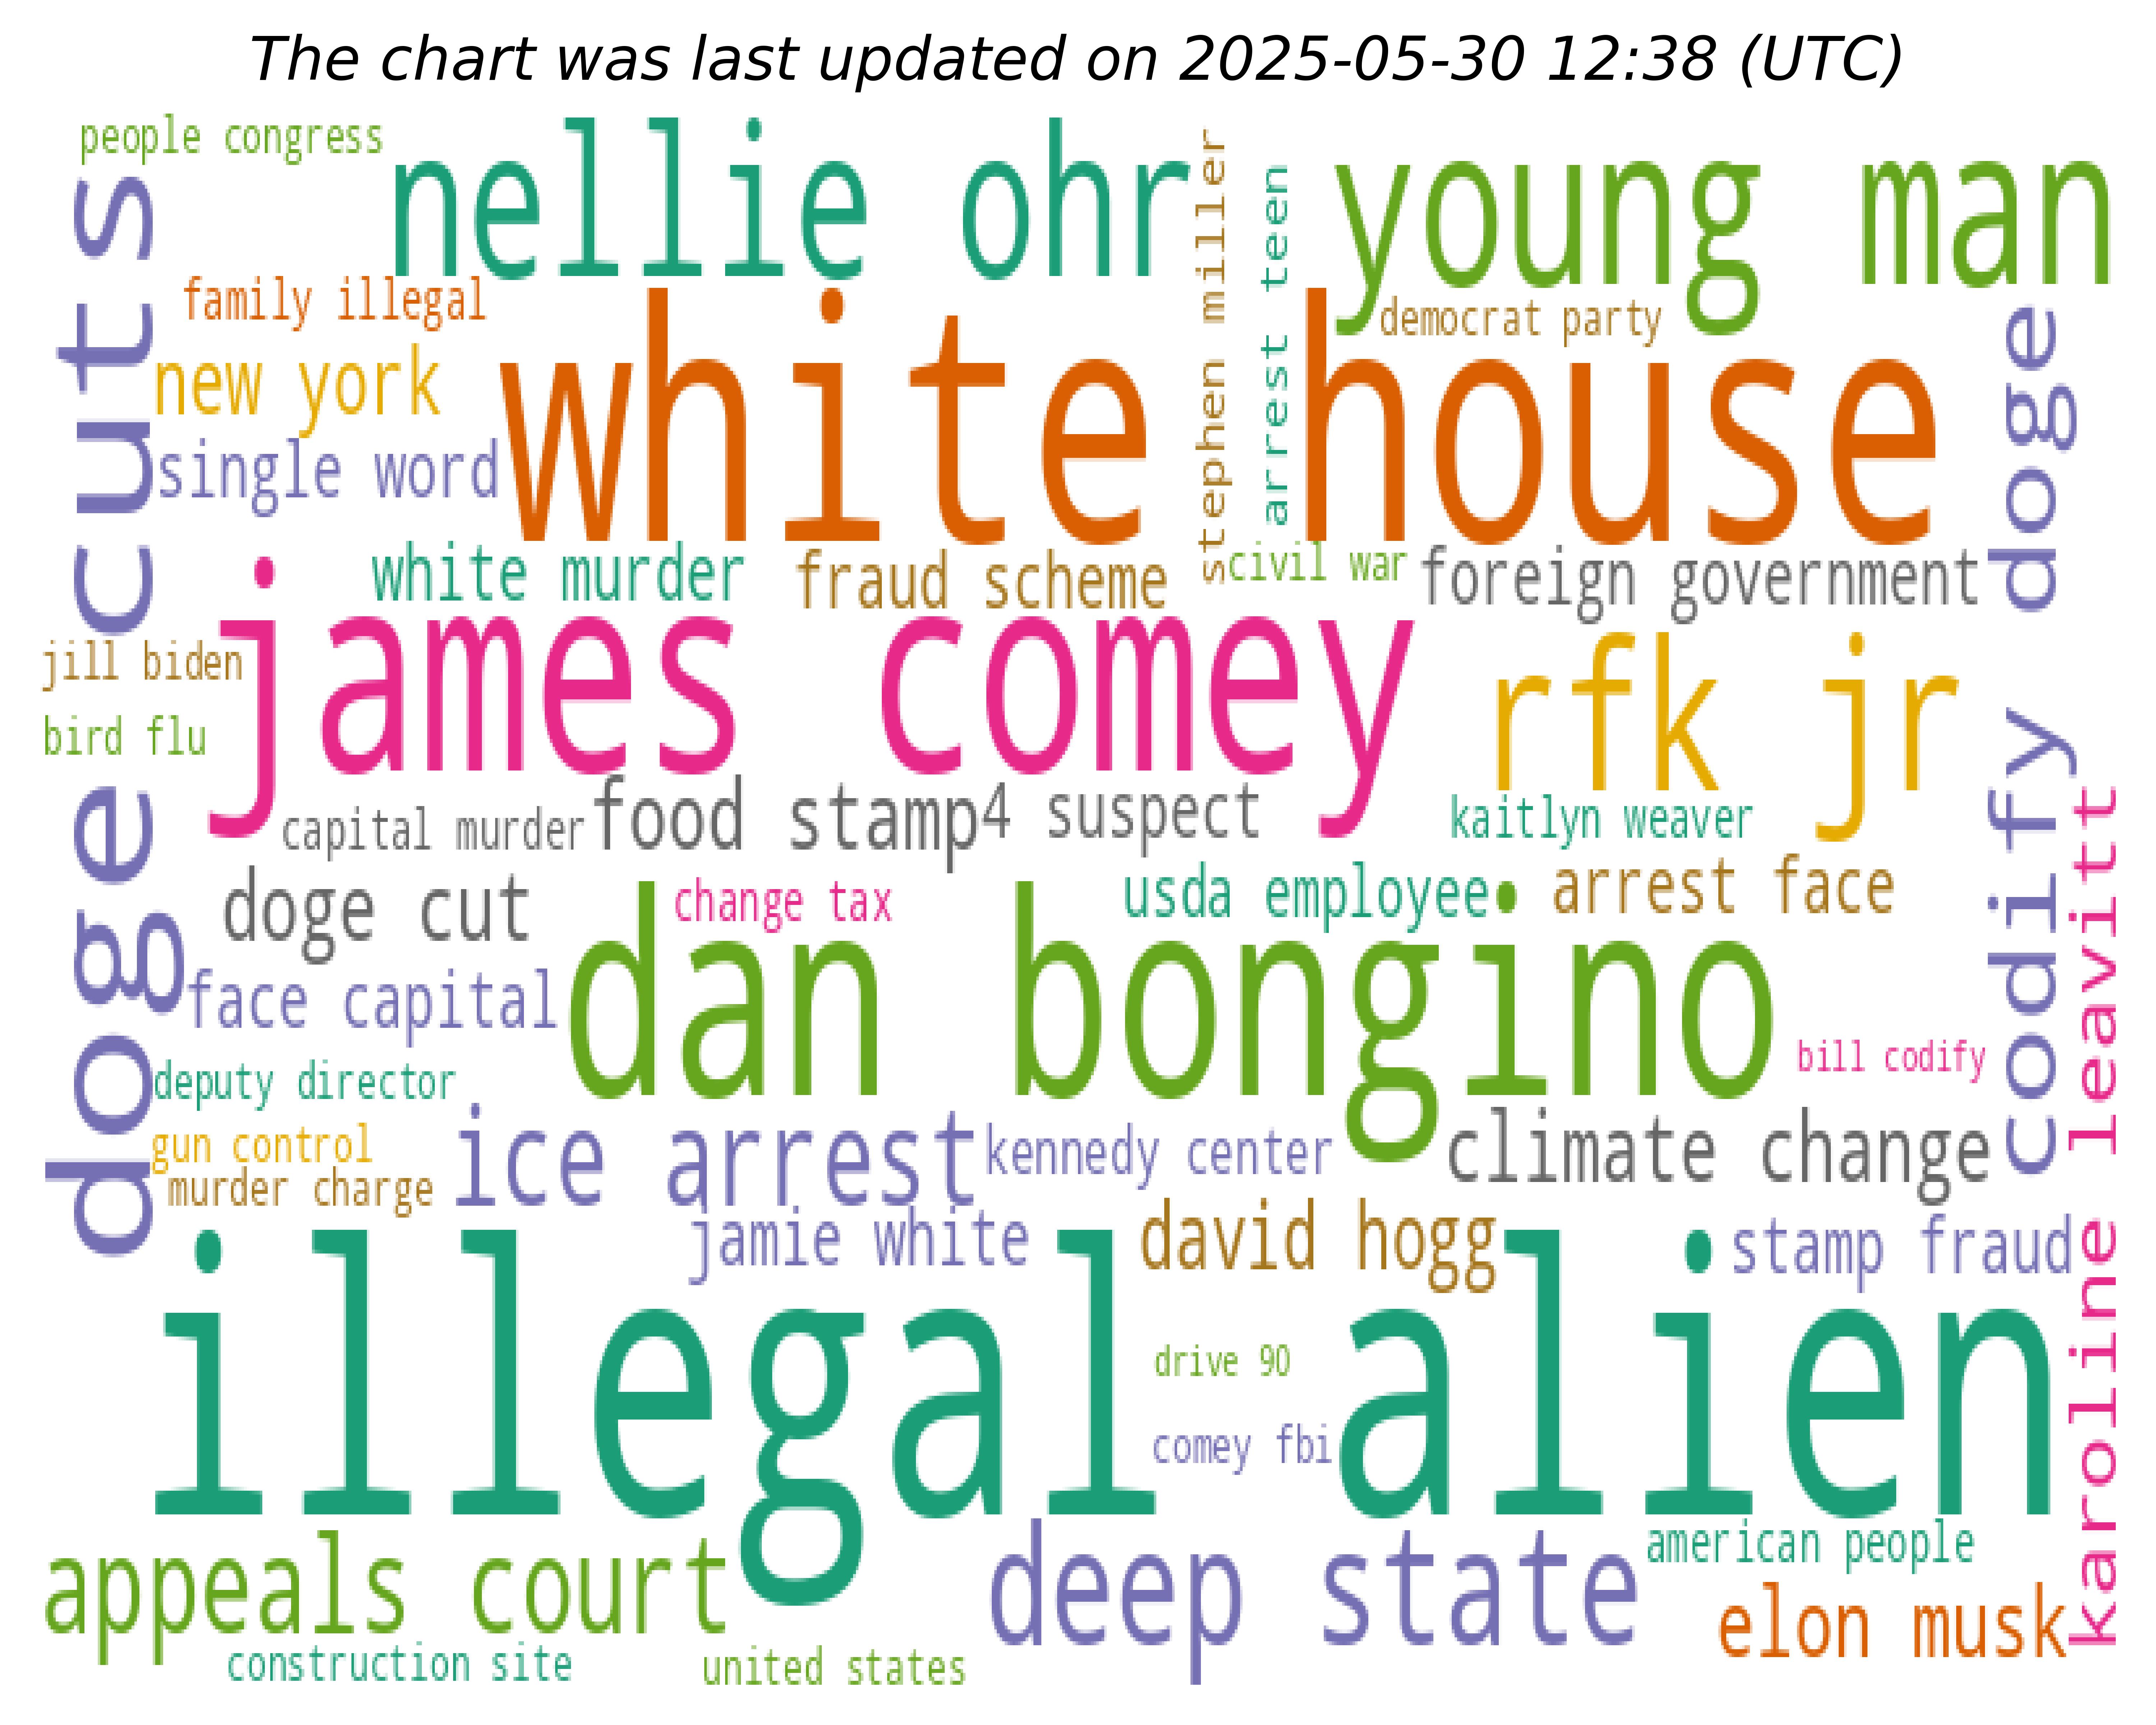 The chart was last updated on 2025-05-30 12:38 (UTC)
people congress
nellie ohr
stephen miller
arrest teen
young man
doge cuts
family illegal
democrat party
new york
white house
codify doge
single word
white murder
fraud scheme
civil war
foreign government
jill biden
james comey
rfk jr
bird flu
capital murder
food stamp
4 suspect
kaitlyn weaver
karoline leavitt
doge cut
change tax
usda employee
arrest face
face capital
dan bongino
deputy director
bill codify
gun control
ice arrest
kennedy center
climate change
murder charge
jamie white
david hogg
stamp fraud
illegal alien
drive 90
comey fbi
appeals court
deep state
american people
elon musk
construction site
united states